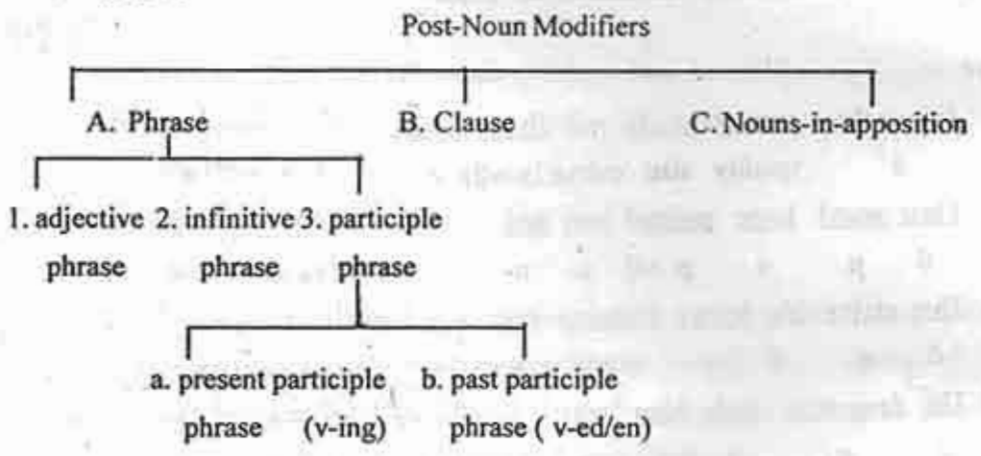 Post-Noun Modifiers
A. Phrase B. Clause C. Nouns-in-apposition
1. adjective 2. infinitive 3. participle
phrase phrase phrase
a. present participle b. past participle
phrase (v-ing) phrase ( v-ed/en)